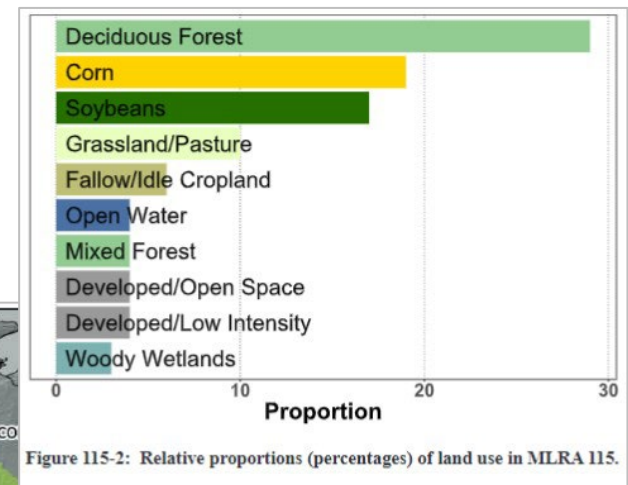 Deciduous Forest
Corn
Soybeans
Grassland/Pasture
Fallow/Idle Cropland
Open Water
Mixed Forest
Developed/Open Space
Developed/Low Intensity
Woody Wetlands
0 10 20 30
Proportion
Figure 115-2: Relative proportions (percentages) of land use in MLRA 115.